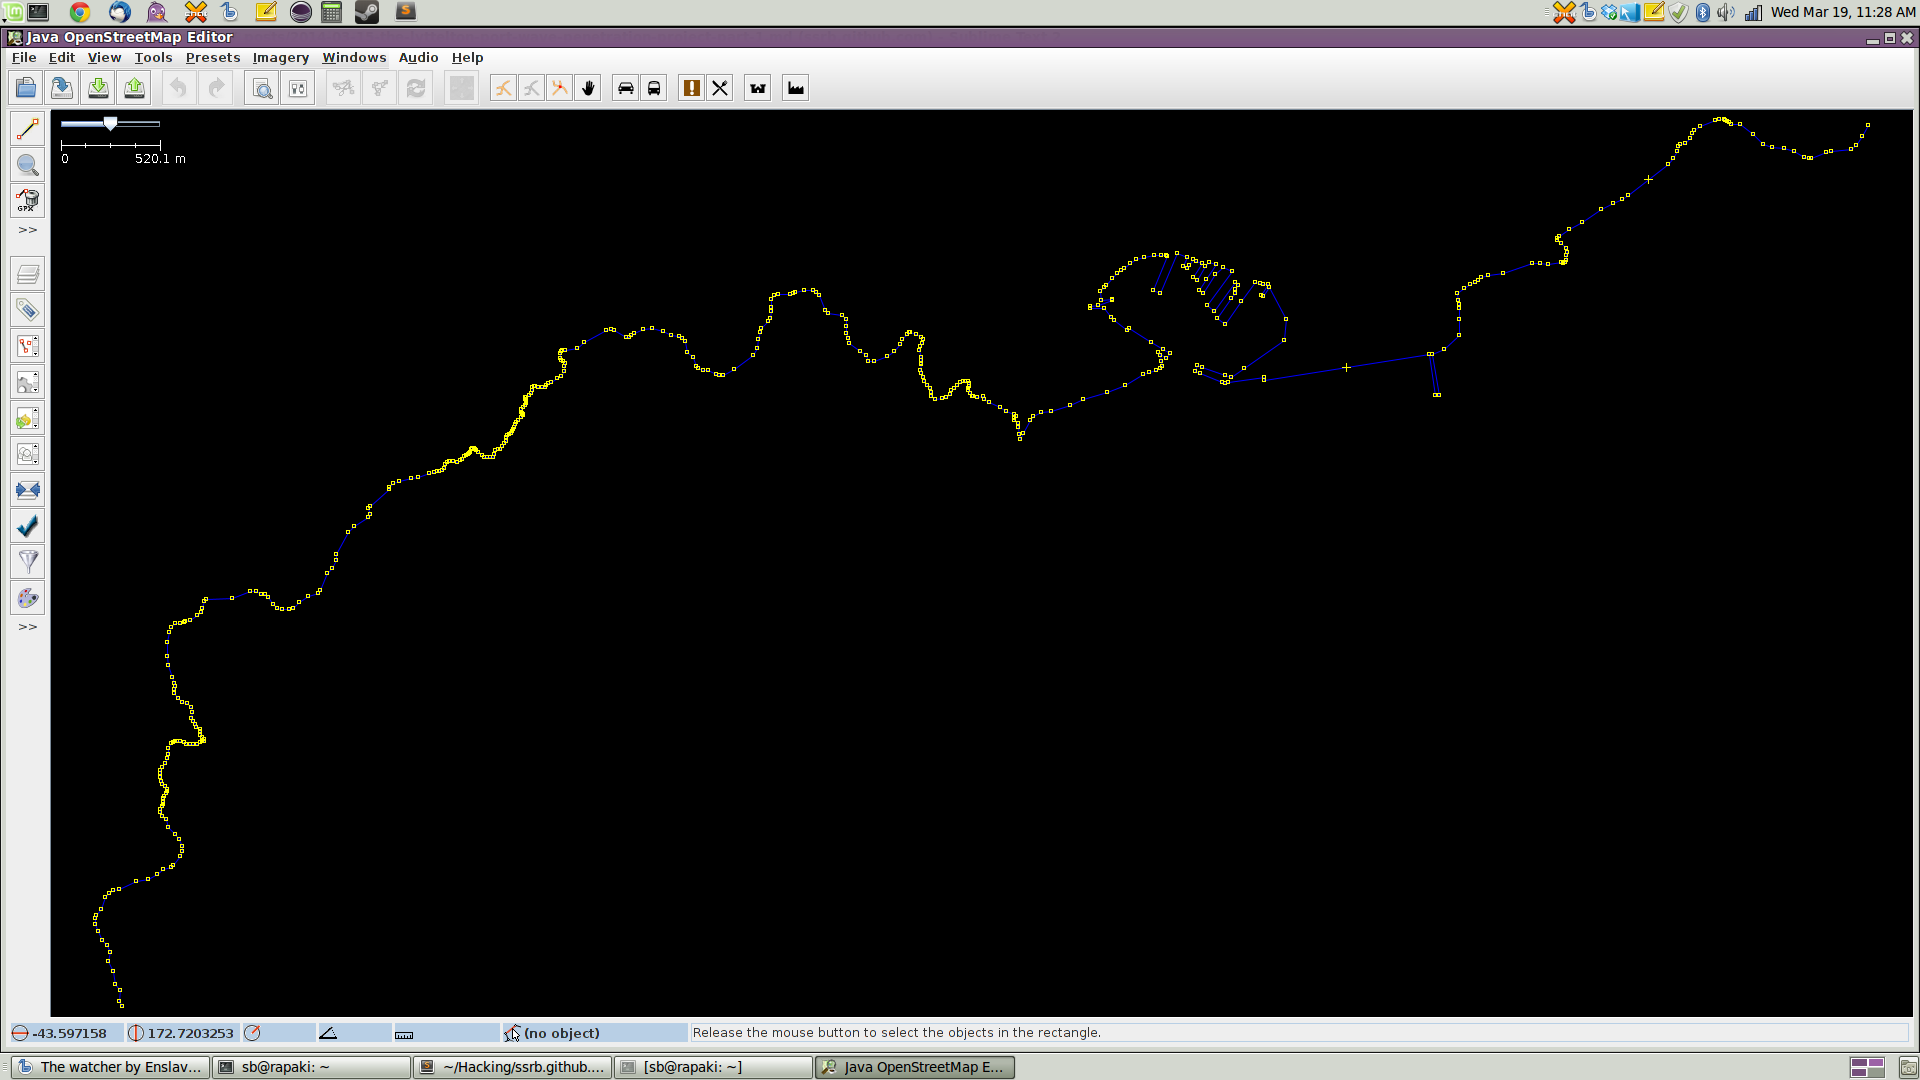 Wed Mar 19, 11:28 AM
Java OpenStreetMap Editor
File Edit View Tools Presets Imagery Windows Audio Help
0 520.1 m
GPX
>>
>>
-43.597158 172.7203253 (no object) Release the mouse button to select the objects in the rectangle.
The watcher by Enslav... sb@rapaki: ~ ~/Hacking/ssrb.github.... [sb@rapaki: ~] Java OpenStreetMap E...